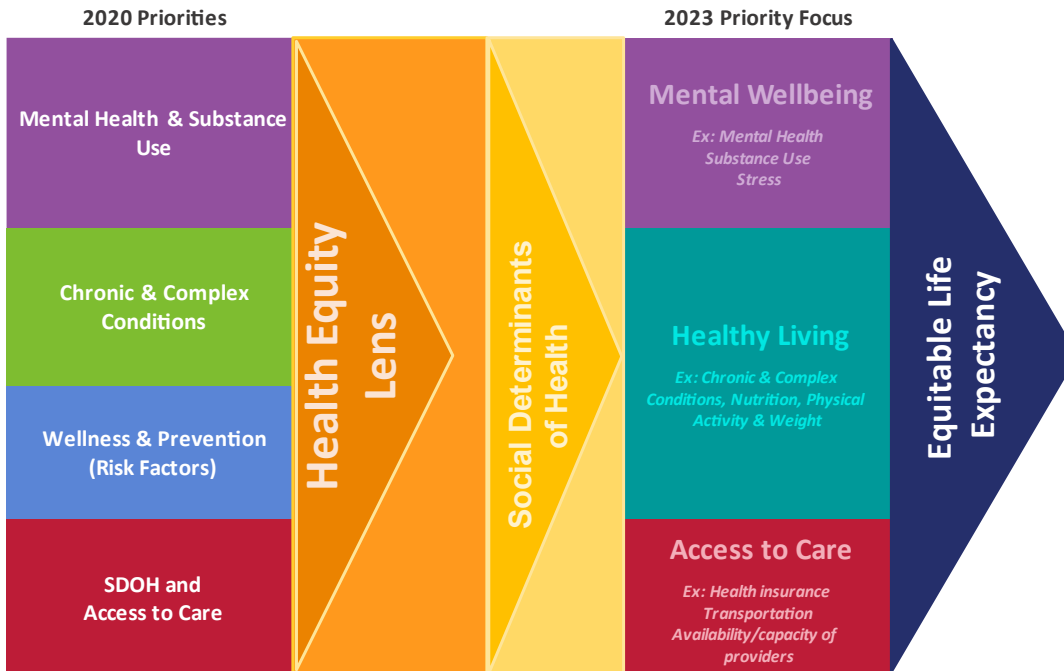 2020 Priorities
2023 Priority Focus
Mental Health & Substance
Use
Chronic & Complex
Conditions
Wellness & Prevention
(Risk Factors)
SDOH and
Access to Care
Health Equity
Lens
Social Determinants
of Health
Mental Wellbeing
Ex: Mental Health
Substance Use
Stress
Healthy Living
Ex: Chronic & Complex
Conditions, Nutrition, Physical
Activity & Weight
Access to Care
Ex: Health insurance
Transportation
Availability/capacity of
providers
Equitable Life
Expectancy